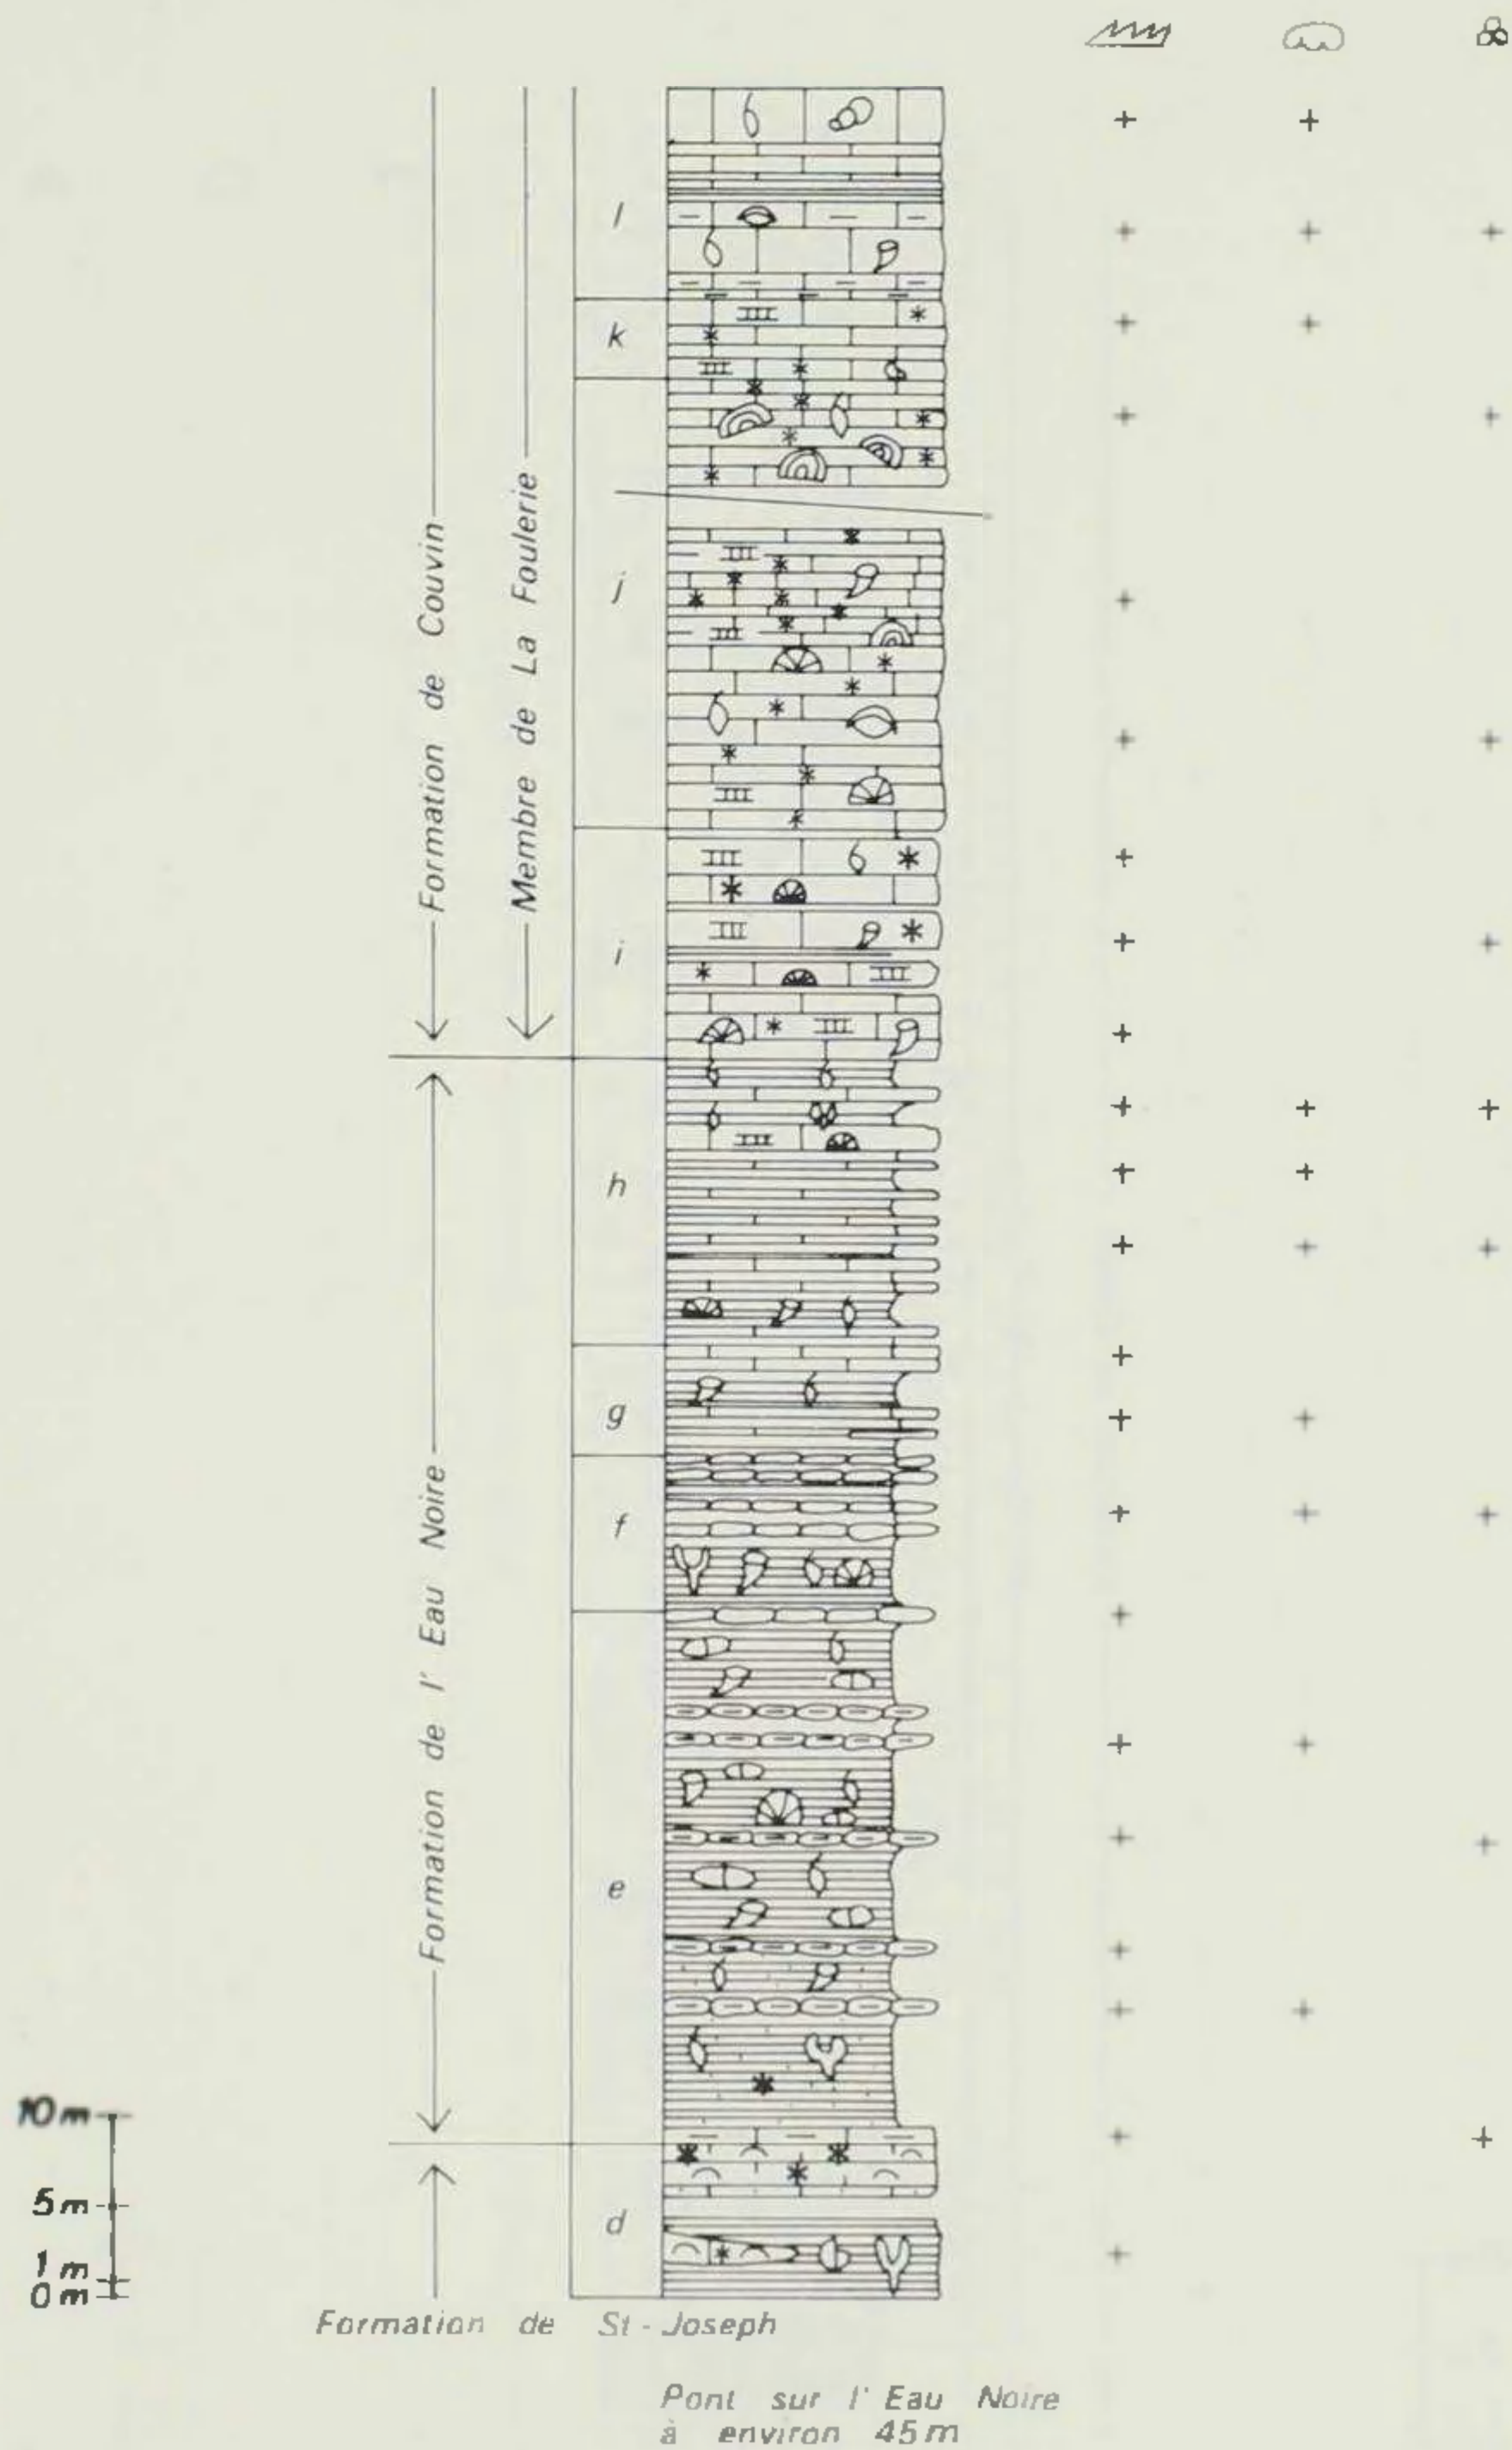 l
k
j
i
h
g
f
e
d
Formation de Couvin
Membre de La Foulerie
Formation de l' Eau Noire
10 m
5 m
1 m
0 m
Formation de St - Joseph
Pont sur l' Eau Noire
à environ 45 m